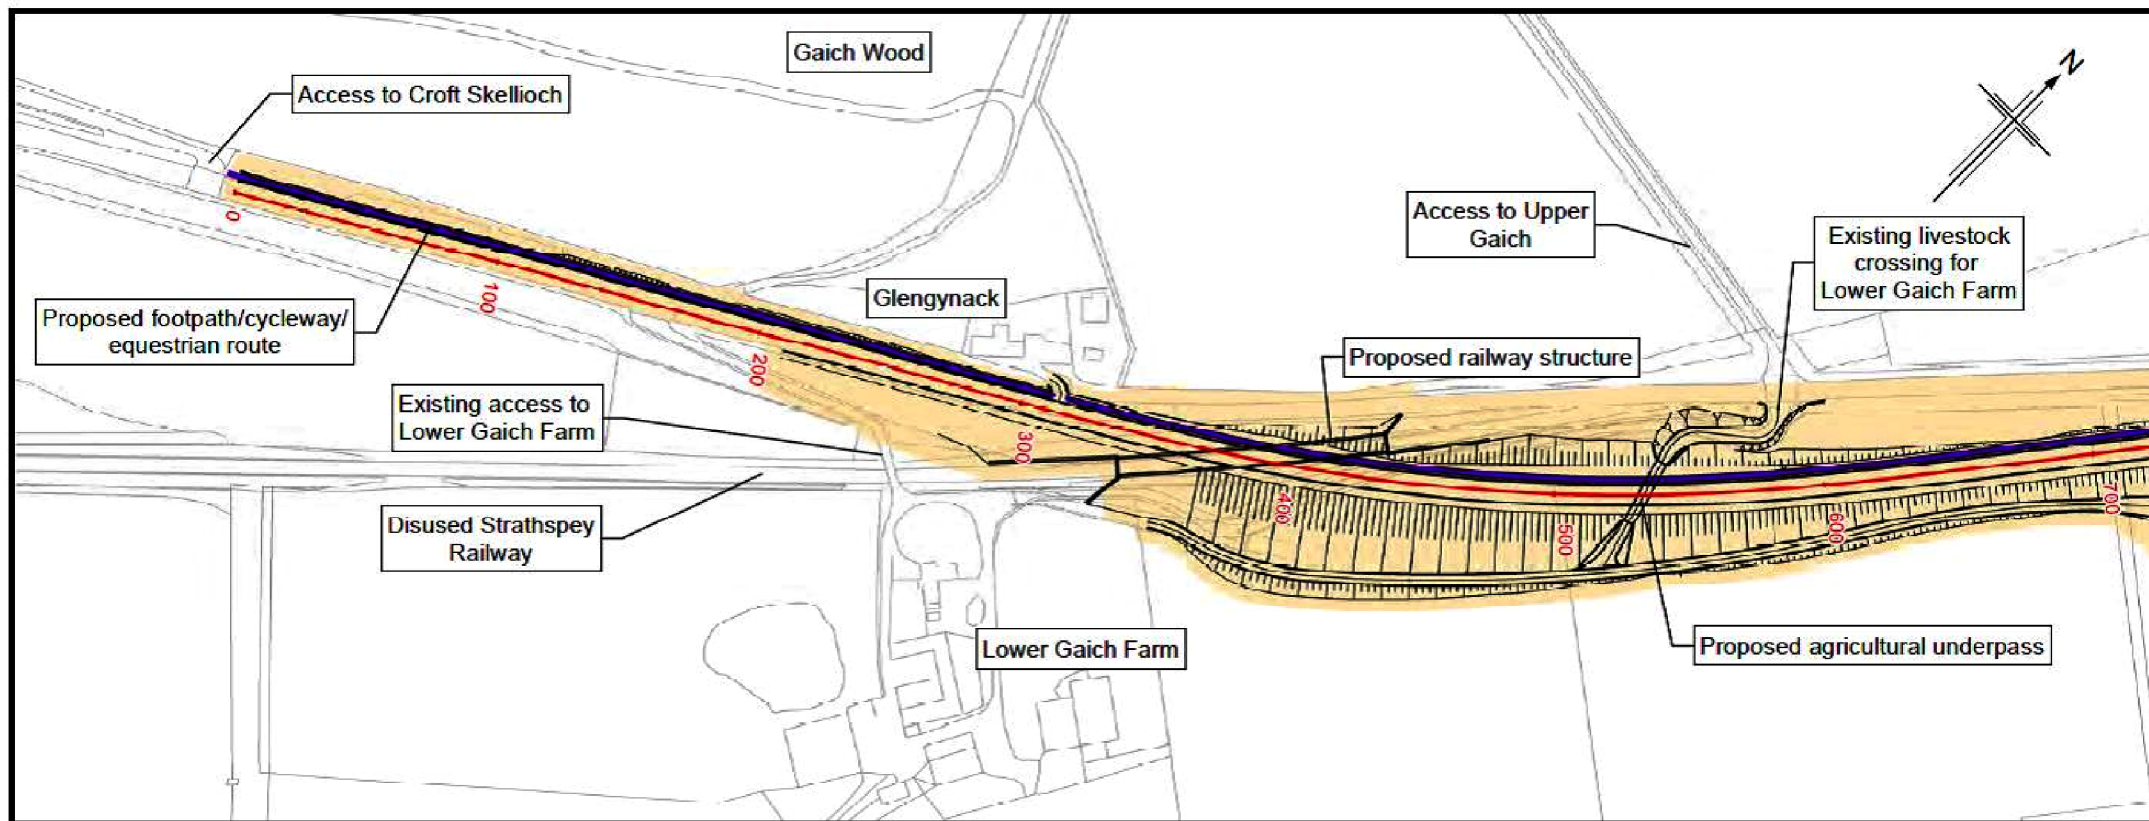 Gaich Wood
N
Access to Croft Skellioch
Access to Upper
Gaich
Existing livestock
crossing for
Lower Gaich Farm
Proposed footpath/cycleway/
equestrian route
Glengynack
Proposed railway structure
Existing access to
Lower Gaich Farm
Disused Strathspey
Railway
Lower Gaich Farm
Proposed agricultural underpass
0
100
200
300
400
500
600
700